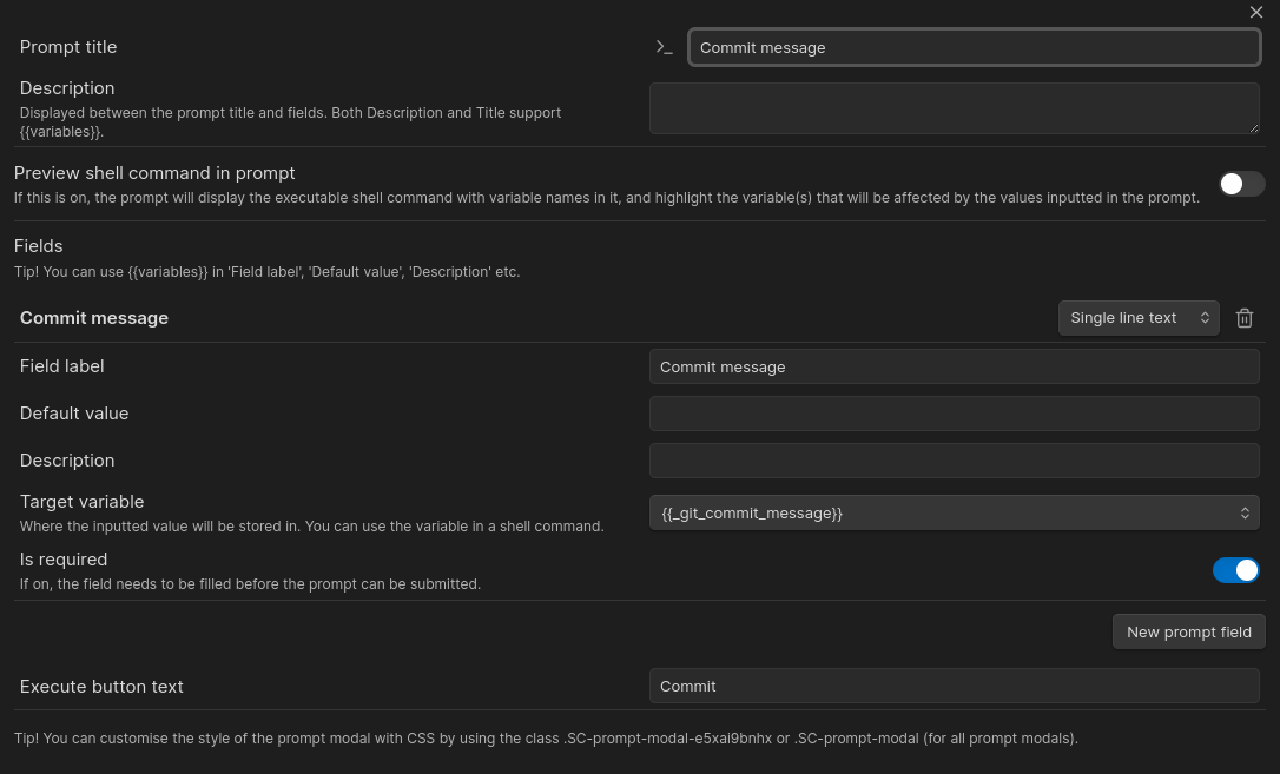 Prompt title
Commit message
Description
Displayed between the prompt title and fields. Both Description and Title support
{{variables}}.
Preview shell command in prompt
If this is on, the prompt will display the executable shell command with variable names in it, and highlight the variable(s) that will be affected by the values inputted in the prompt.
Fields
Tip! You can use {{variables}} in 'Field label', 'Default value', 'Description' etc.
Commit message
Single line text
Field label
Commit message
Default value
Description
Target variable
Where the inputted value will be stored in. You can use the variable in a shell command.
{{_git_commit_message}}
Is required
If on, the field needs to be filled before the prompt can be submitted.
New prompt field
Execute button text
Commit
Tip! You can customise the style of the prompt modal with CSS by using the class .SC-prompt-modal-e5xai9bnhx or .SC-prompt-modal (for all prompt modals).